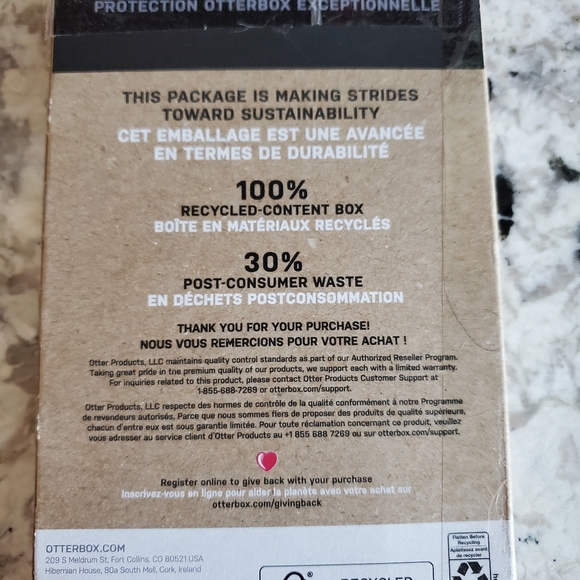 PROTECTION OTTERBOX EXCEPTIONNELLE
THIS PACKAGE IS MAKING STRIDES
TOWARD SUSTAINABILITY
CET EMBALLAGE EST UNE AVANCÉE
EN TERMES DE DURABILITÉ
100%
RECYCLED-CONTENT BOX
BOÎTE EN MATÉRIAUX RECYCLÉS
30%
POST-CONSUMER WASTE
EN DÉCHETS POSTCONSOMMATION
THANK YOU FOR YOUR PURCHASE!
NOUS VOUS REMERCIONS POUR VOTRE ACHAT !
Otter Products, LLC maintains quality control standards as part of our Authorized Reseller Program.
Taking great pride in the premium quality of our products, we support each with a limited warranty.
For inquiries related to this product, please contact Otter Products Customer Support at
1-855-688-7269 or otterbox.com/support.
Otter Products, LLC respecte des normes de contrôle de la qualité conformément à notre Programme
de revendeurs autorisés. Parce que nous sommes fiers de proposer des produits de qualité supérieure,
chacun d'entre eux est sous garantie limitée. Pour toute réclamation concernant ce produit, veuillez
vous adresser au service client d'Otter Products au +1 855 688 7269 ou sur otterbox.com/support.
Register online to give back with your purchase
Inscrivez-vous en ligne pour aider la planète avec votre achat sur
otterbox.com/givingback
OTTERBOX.COM
209 S Meldrum St, Fort Collins, CO 80521 USA
Hibernian House, 80a South Mall, Cork, Ireland
Flatten Before
Recycling
Aplatissez avant
de recycler
RECYCLED